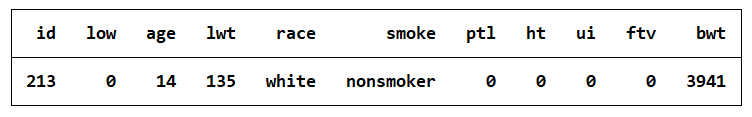 id low age lwt race smoke ptl ht ui ftv bwt
213 0 14 135 white nonsmoker 0 0 0 0 3941